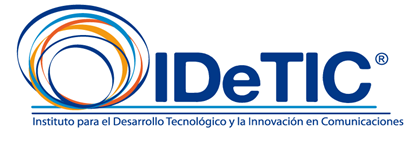 IDeTIC®
Instituto para el Desarrollo Tecnológico y la Innovación en Comunicaciones